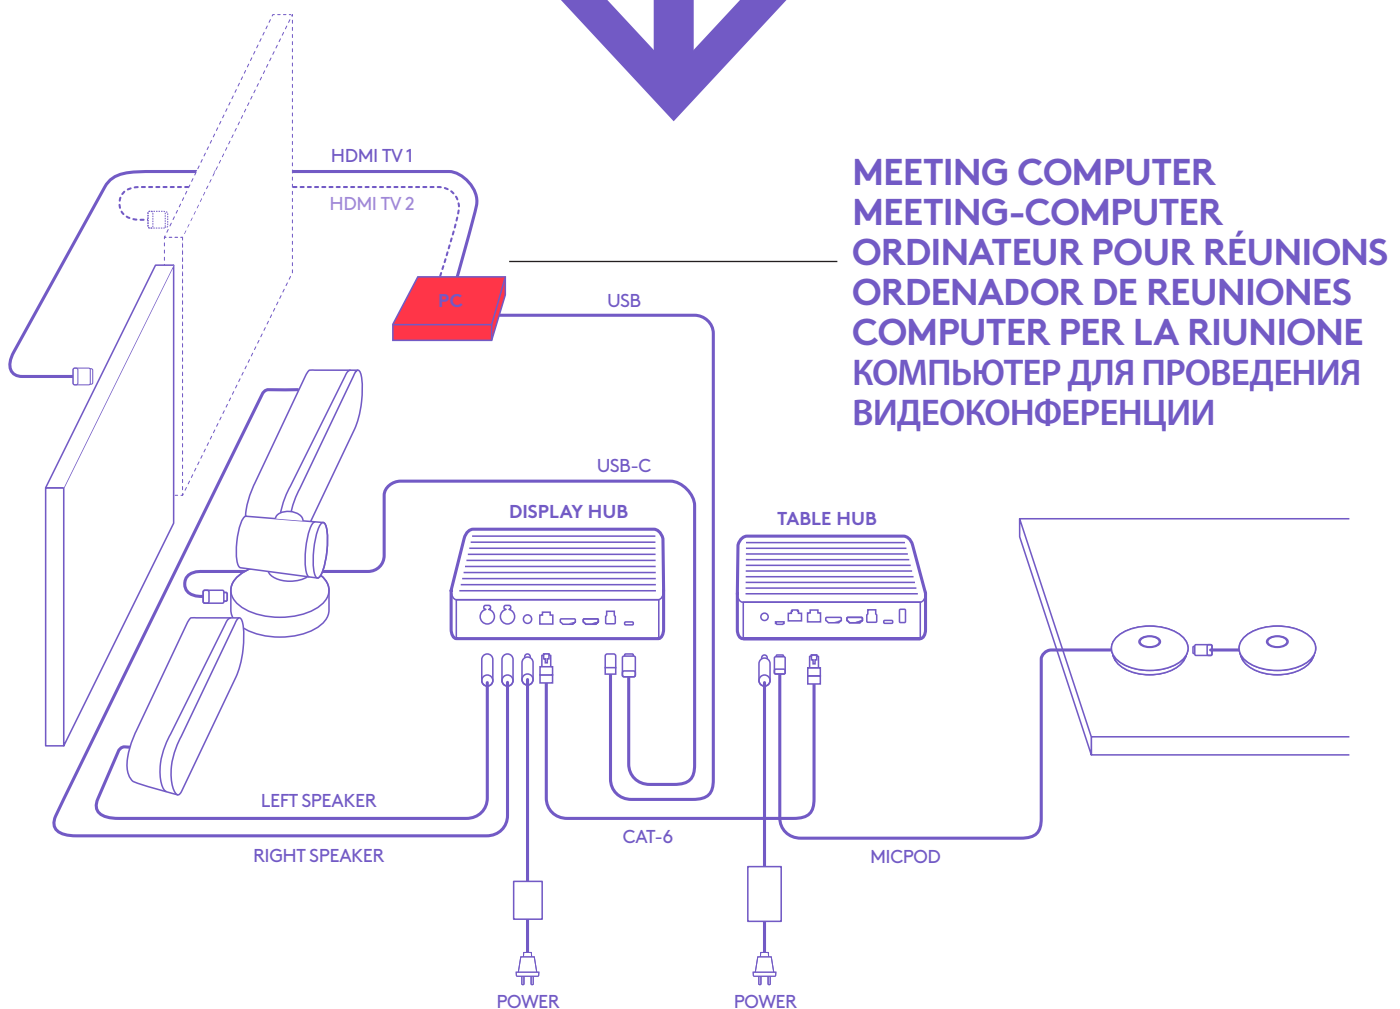 HDMI TV 1
HDMI TV 2
PC
USB
MEETING COMPUTER
MEETING-COMPUTER
ORDINATEUR POUR RÉUNIONS
ORDENADOR DE REUNIONES
COMPUTER PER LA RIUNIONE
КОМПЬЮТЕР ДЛЯ ПРОВЕДЕНИЯ
ВИДЕОКОНФЕРЕНЦИИ
USB-C
DISPLAY HUB
TABLE HUB
LEFT SPEAKER
RIGHT SPEAKER
CAT-6
MICPOD
POWER
POWER